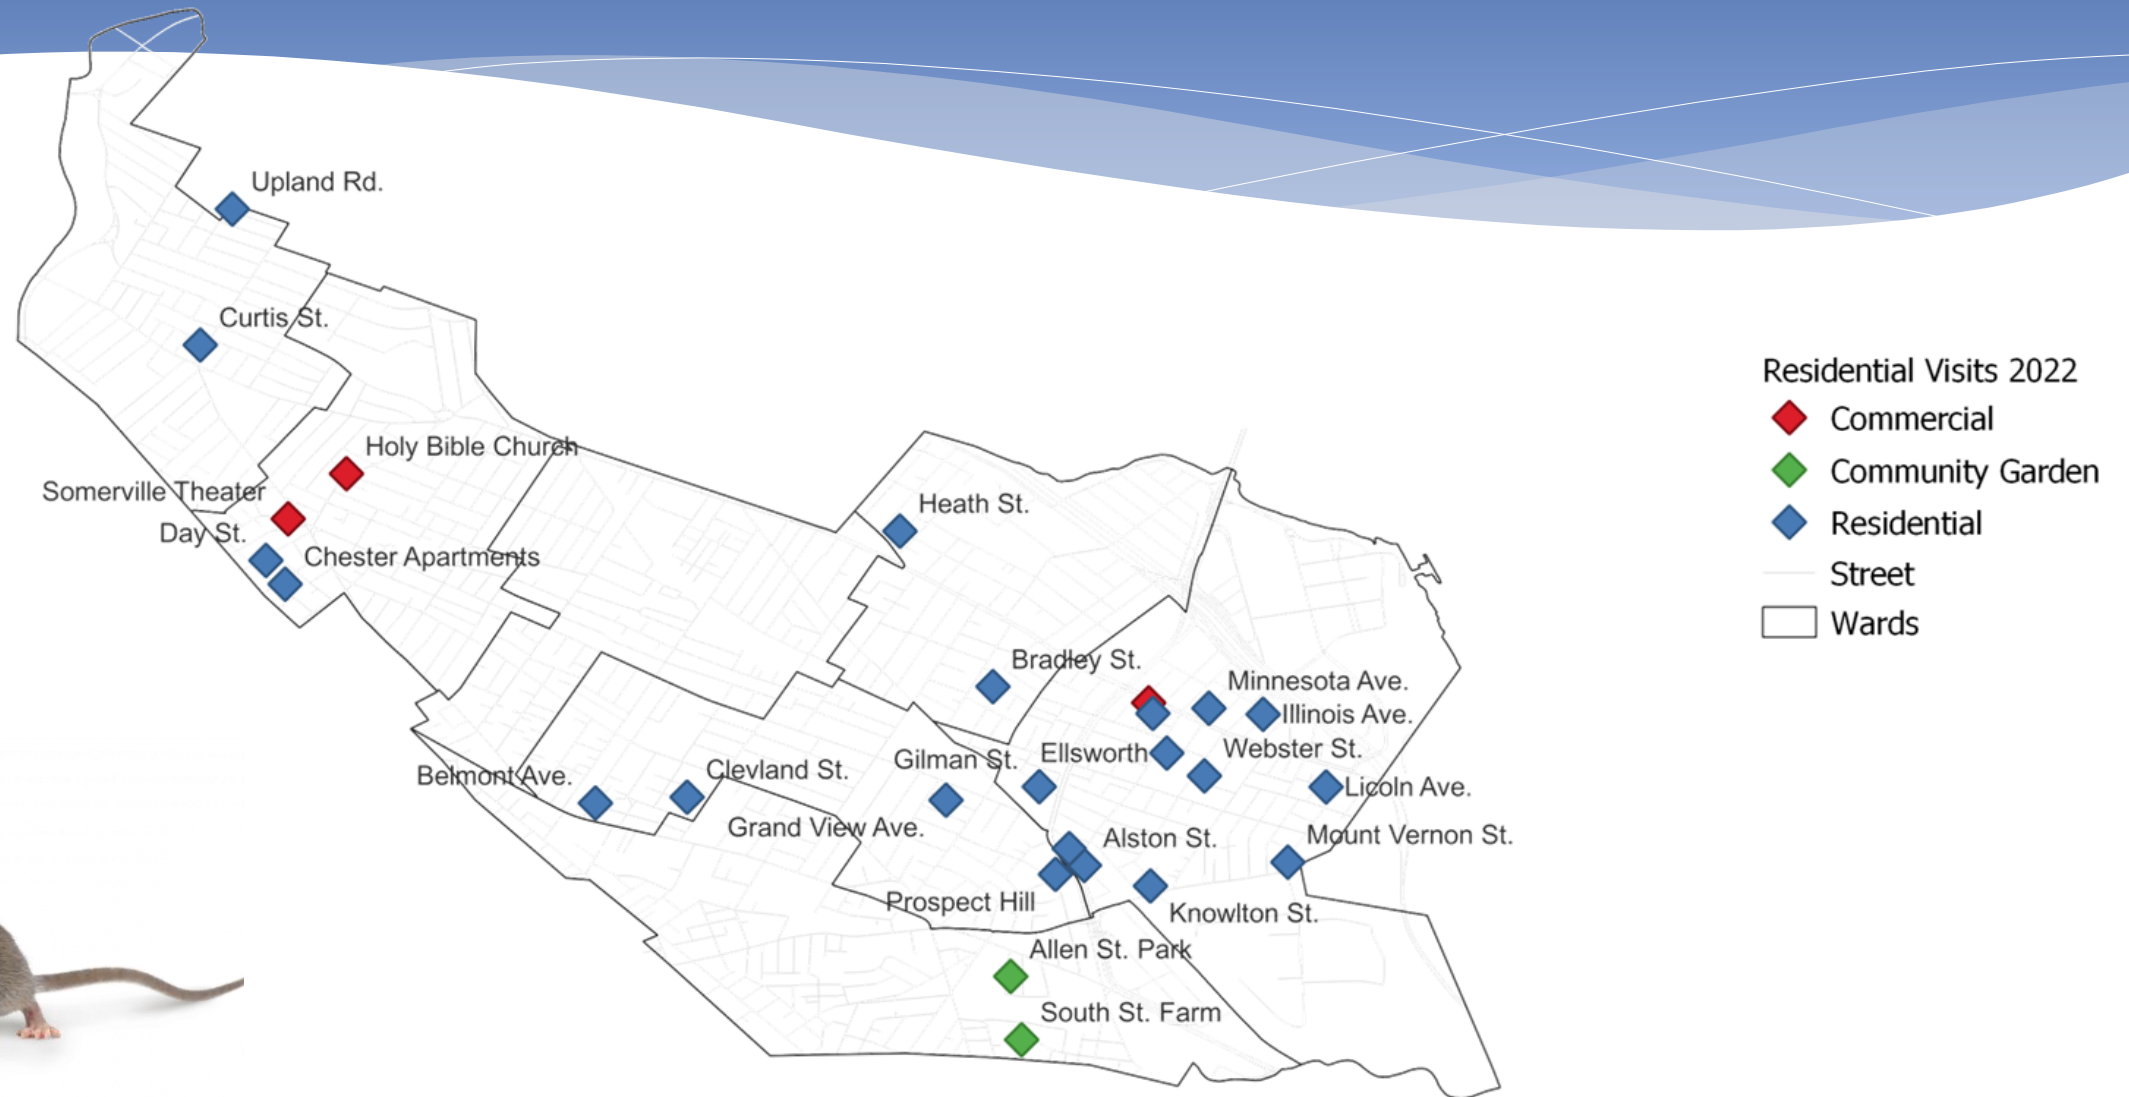 Upland Rd.
Curtis St.
Holy Bible Church
Somerville Theater
Day St.
Chester Apartments
Heath St.
Bradley St.
Minnesota Ave.
Illinois Ave.
Ellsworth
Webster St.
Gilman St.
Belmont Ave.
Clevland St.
Licoln Ave.
Grand View Ave.
Alston St.
Mount Vernon St.
Prospect Hill
Knowlton St.
Allen St. Park
South St. Farm
Residential Visits 2022
Commercial
Community Garden
Residential
Street
Wards